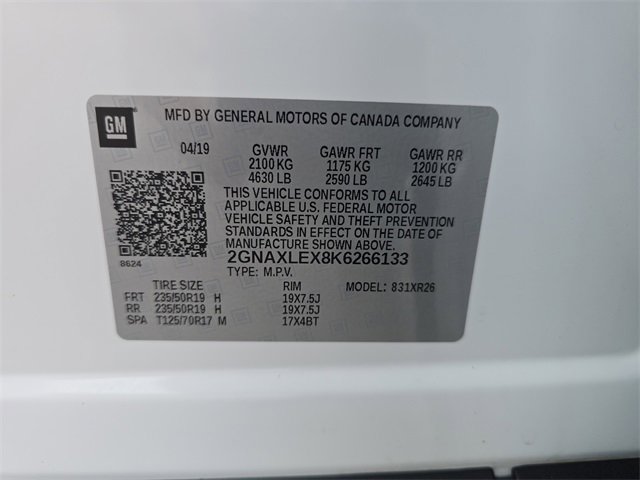 GM
MFD BY GENERAL MOTORS OF CANADA COMPANY
04/19 GVWR GAWR FRT GAWR RR
2100 KG 1175 KG 1200 KG
4630 LB 2590 LB 2645 LB
THIS VEHICLE CONFORMS TO ALL
APPLICABLE U.S. FEDERAL MOTOR
VEHICLE SAFETY AND THEFT PREVENTION
STANDARDS IN EFFECT ON THE DATE OF
MANUFACTURE SHOWN ABOVE.
8624 2GNAXLEX8K6266133
TYPE: M.P.V.
TIRE SIZE RIM MODEL: 831XR26
FRT 235/50R19 H 19X7.5J
RR 235/50R19 H 19X7.5J
SPA T125/70R17 M 17X4BT